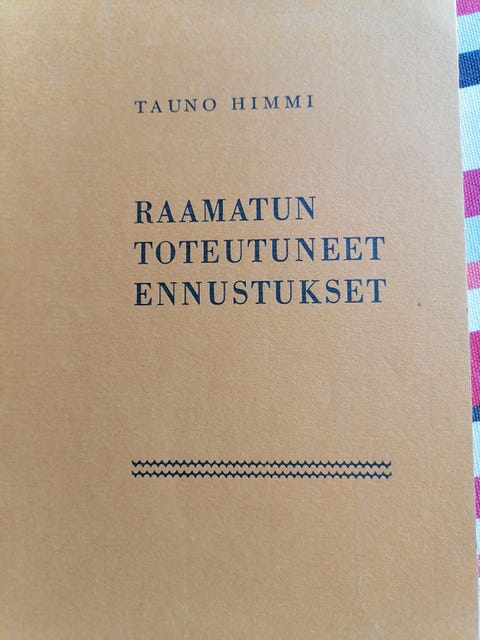 TAUNO HIMMI
RAAMATUN
TOTEUTUNEET
ENNUSTUKSET